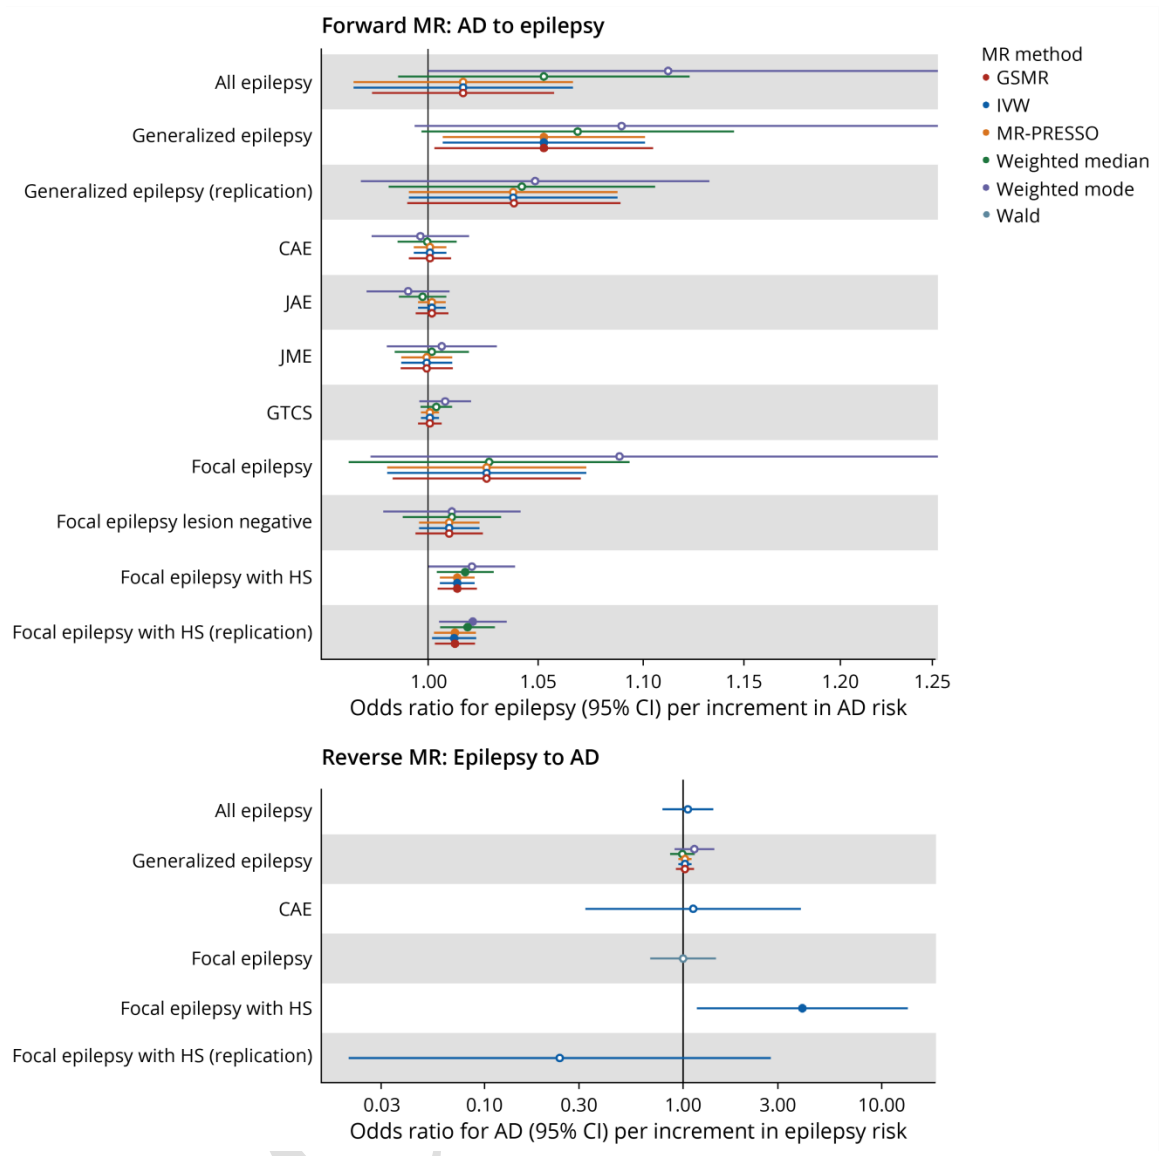 Forward MR: AD to epilepsy
MR method
GSMR
IVW
MR-PRESSO
Weighted median
Weighted mode
Wald
All epilepsy
Generalized epilepsy
Generalized epilepsy (replication)
CAE
JAE
JME
GTCS
Focal epilepsy
Focal epilepsy lesion negative
Focal epilepsy with HS
Focal epilepsy with HS (replication)
1.00 1.05 1.10 1.15 1.20 1.25
Odds ratio for epilepsy (95% CI) per increment in AD risk
Reverse MR: Epilepsy to AD
All epilepsy
Generalized epilepsy
CAE
Focal epilepsy
Focal epilepsy with HS
Focal epilepsy with HS (replication)
0.03 0.10 0.30 1.00 3.00 10.00
Odds ratio for AD (95% CI) per increment in epilepsy risk